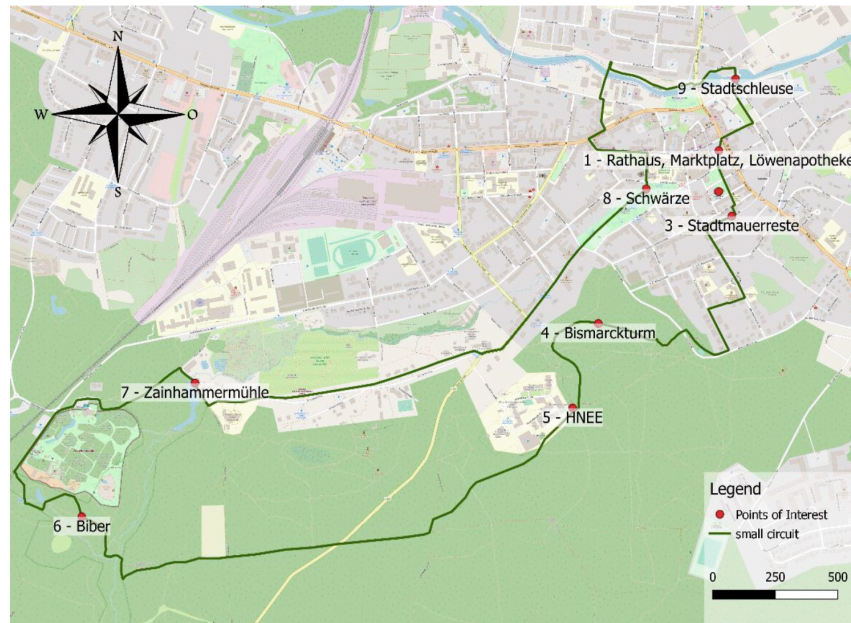 N
W
O
S
9 - Stadtschleuse
1 - Rathaus, Marktplatz, Löwenapotheke
8 - Schwärze
3 - Stadtmauerreste
4 - Bismarckturm
7 - Zainhammermühle
5 - HNEE
6 - Biber
Legend
Points of Interest
small circuit
0 250 500